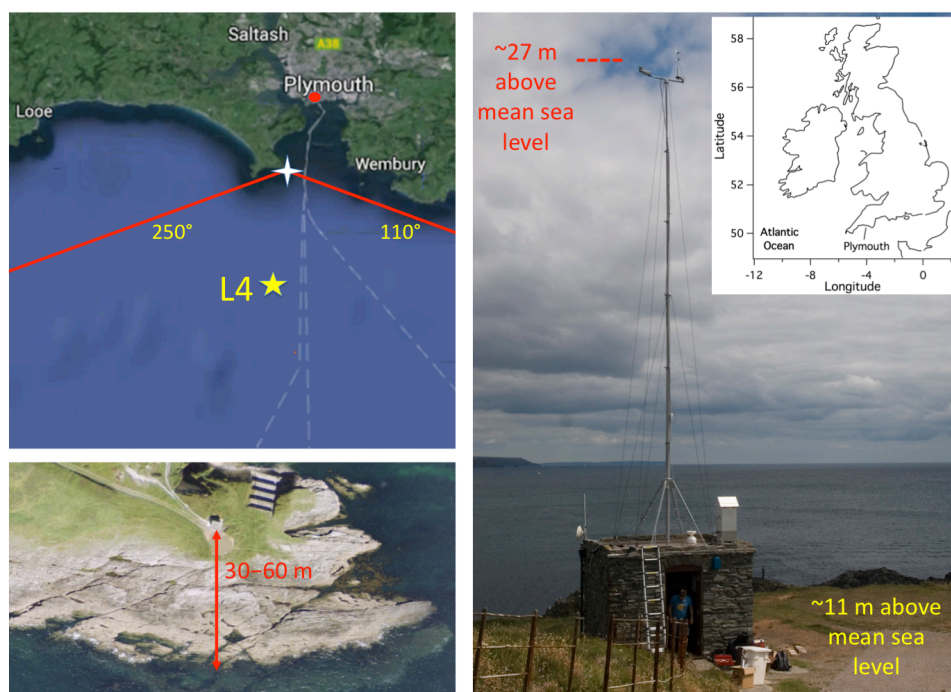 Saltash
A38
Plymouth
Looe
Wembury
250°
110°
L4
30–60 m
~27 m
above
mean sea
level
58
56
54
52
50
Latitude
Atlantic
Ocean
Plymouth
-12
-8
-4
0
Longitude
~11 m above
mean sea
level